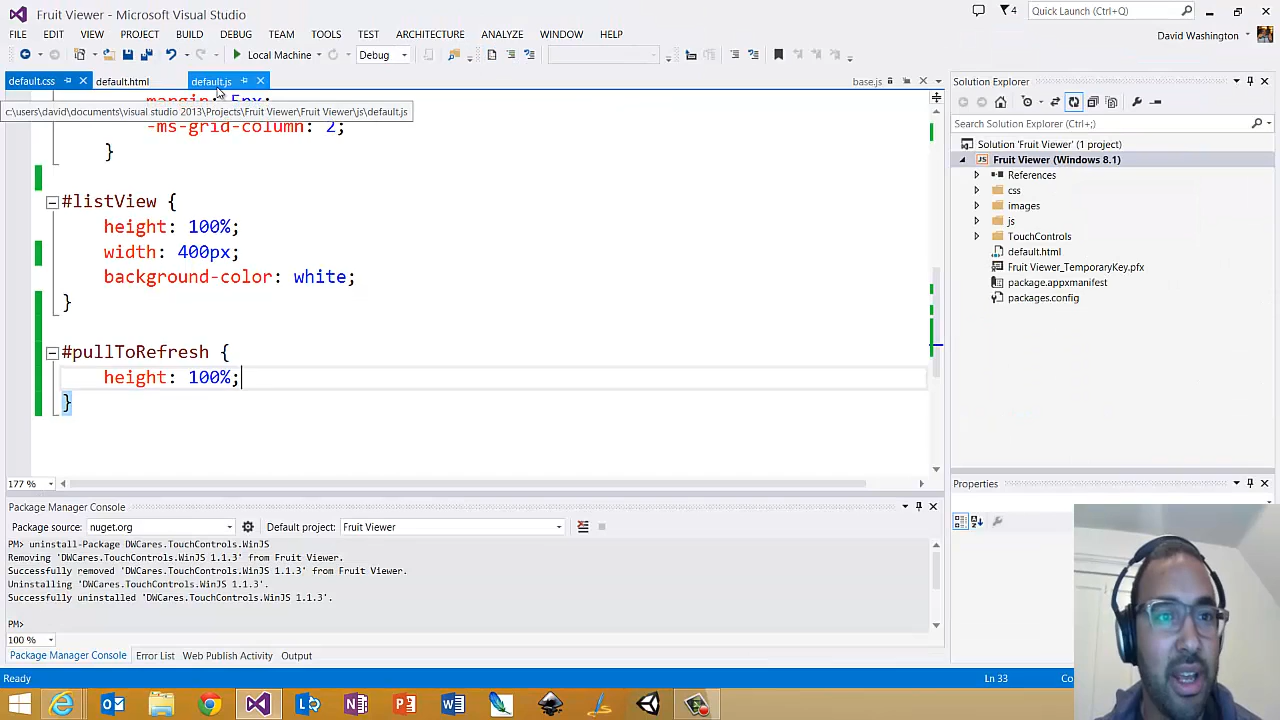 Fruit Viewer - Microsoft Visual Studio
4
Quick Launch (Ctrl+Q)
FILE EDIT VIEW PROJECT BUILD DEBUG TEAM TOOLS TEST ARCHITECTURE ANALYZE WINDOW HELP
David Washington
Local Machine Debug
default.css default.html default.js base.js
c:\users\david\documents\visual studio 2013\Projects\Fruit Viewer\Fruit Viewer\js\default.js
margin: 5px;
-ms-grid-column: 2;
}
#listView {
height: 100%;
width: 400px;
background-color: white;
}
#pullToRefresh {
height: 100%;
}
177 %
Solution Explorer
Search Solution Explorer (Ctrl+;)
Solution 'Fruit Viewer' (1 project)
JS Fruit Viewer (Windows 8.1)
References
css
images
js
TouchControls
default.html
Fruit Viewer_TemporaryKey.pfx
package.appxmanifest
packages.config
Properties
Package Manager Console
Package source: nuget.org Default project: Fruit Viewer
PM> uninstall-Package DWCares.TouchControls.WinJS
Removing 'DWCares.TouchControls.WinJS 1.1.3' from Fruit Viewer.
Successfully removed 'DWCares.TouchControls.WinJS 1.1.3' from Fruit Viewer.
Uninstalling 'DWCares.TouchControls.WinJS 1.1.3'.
Successfully uninstalled 'DWCares.TouchControls.WinJS 1.1.3'.
PM>
100 %
Package Manager Console Error List Web Publish Activity Output
Ready Ln 33 Co